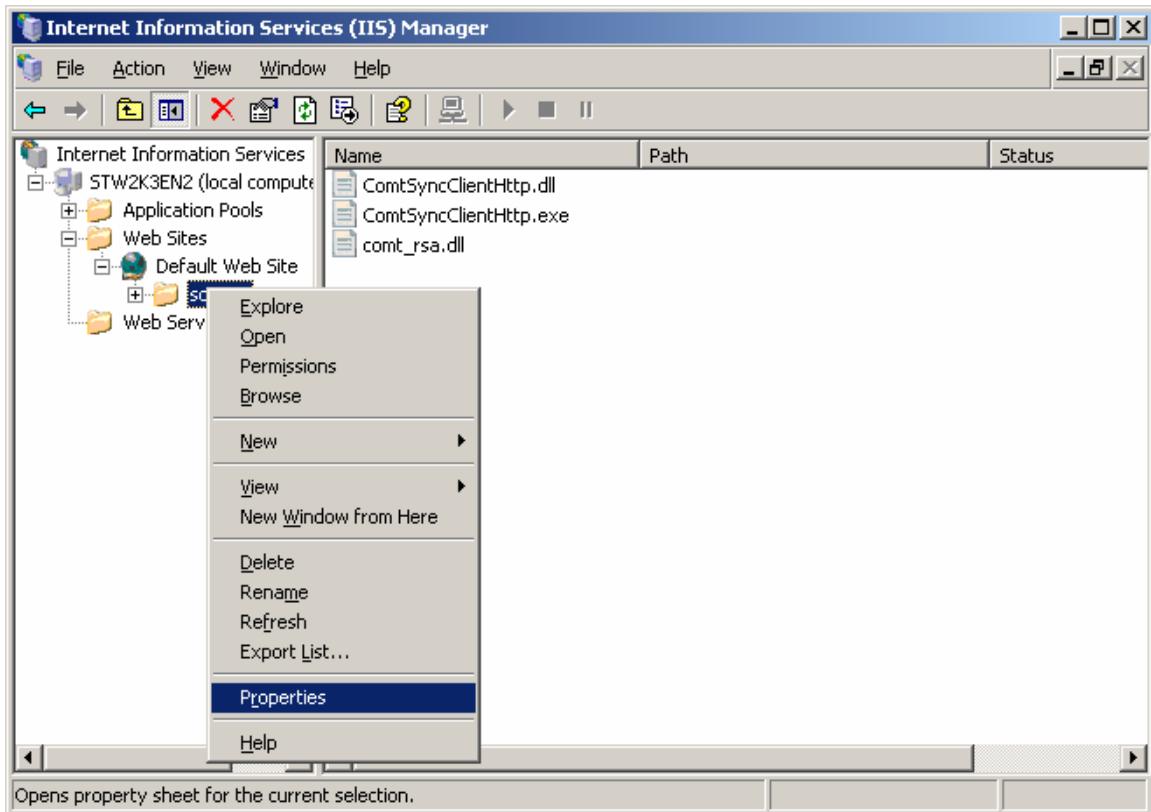 Internet Information Services (IIS) Manager
File Action View Window Help
Internet Information Services
STW2K3EN2 (local compute
Application Pools
Web Sites
Default Web Site
Web Serv
Name Path Status
ComtSyncClientHttp.dll
ComtSyncClientHttp.exe
comt_rsa.dll
Explore
Open
Permissions
Browse
New
View
New Window from Here
Delete
Rename
Refresh
Export List...
Properties
Help
Opens property sheet for the current selection.